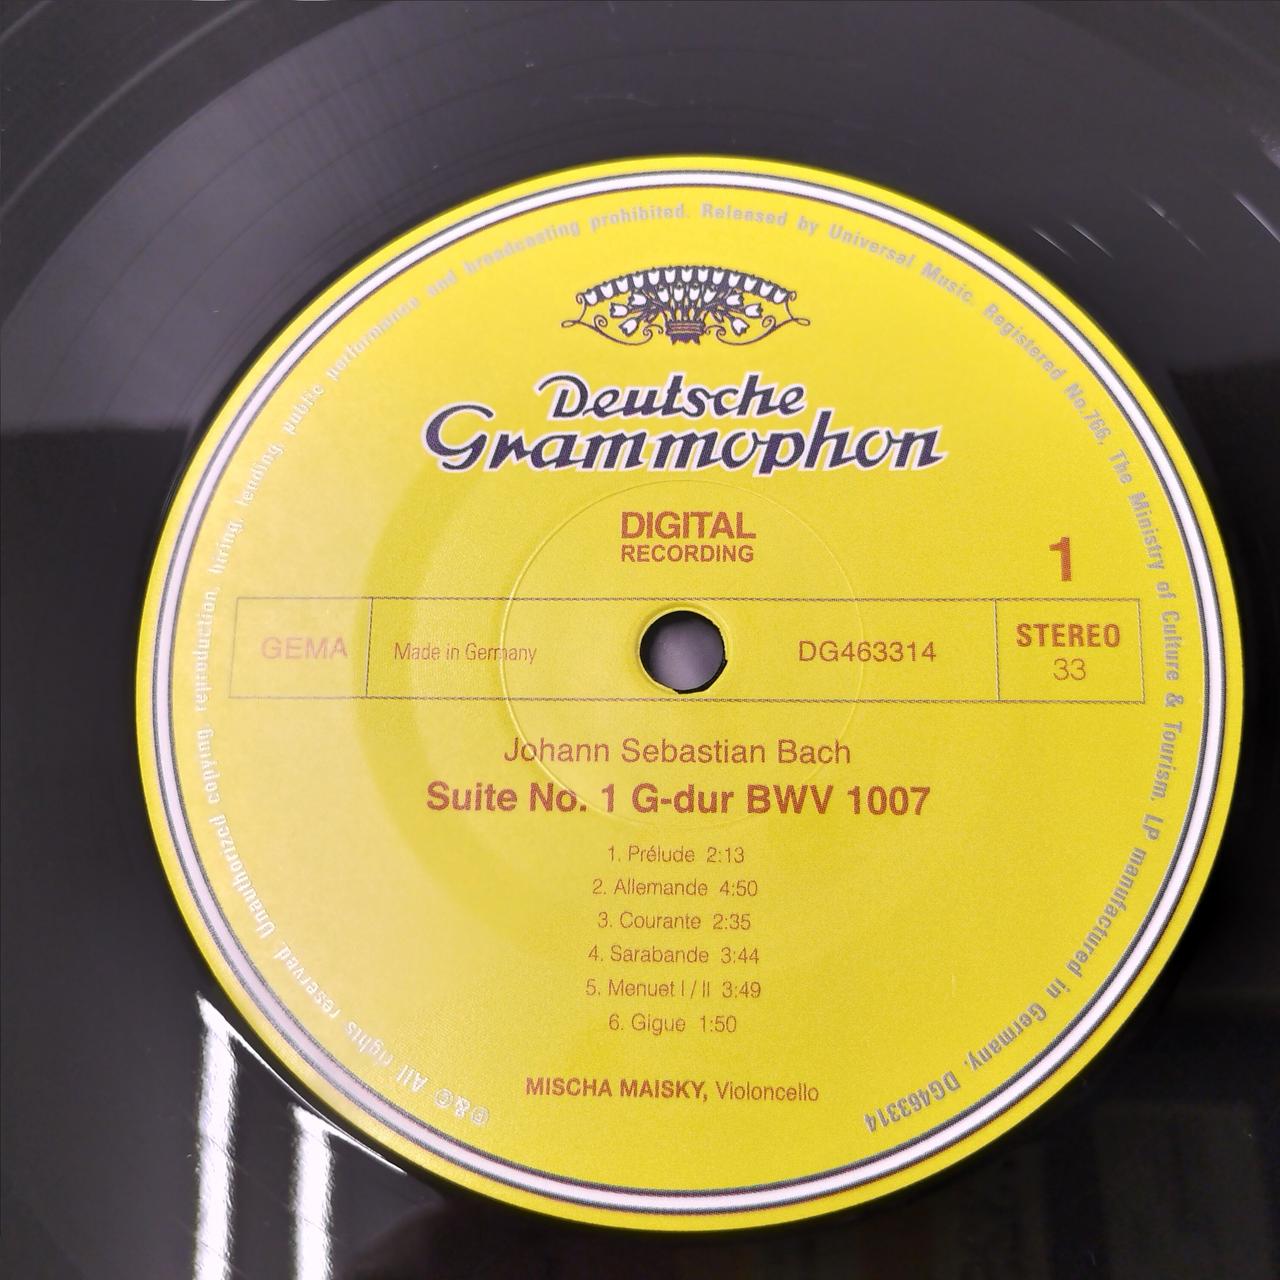 Deutsche
Grammophon
DIGITAL
RECORDING
1
GEMA
Made in Germany
DG463314
STEREO
33
Johann Sebastian Bach
Suite No. 1 G-dur BWV 1007
1. Prélude 2:13
2. Allemande 4:50
3. Courante 2:35
4. Sarabande 3:44
5. Menuet I / II 3:49
6. Gigue 1:50
MISCHA MAISKY, Violoncello
℗&© All rights reserved. Unauthorized copying, reproduction, hiring, lending, public performance and broadcasting prohibited. Released by Universal Music. Registered No.766, The Ministry of Culture & Tourism. LP manufactured in Germany, DG463314